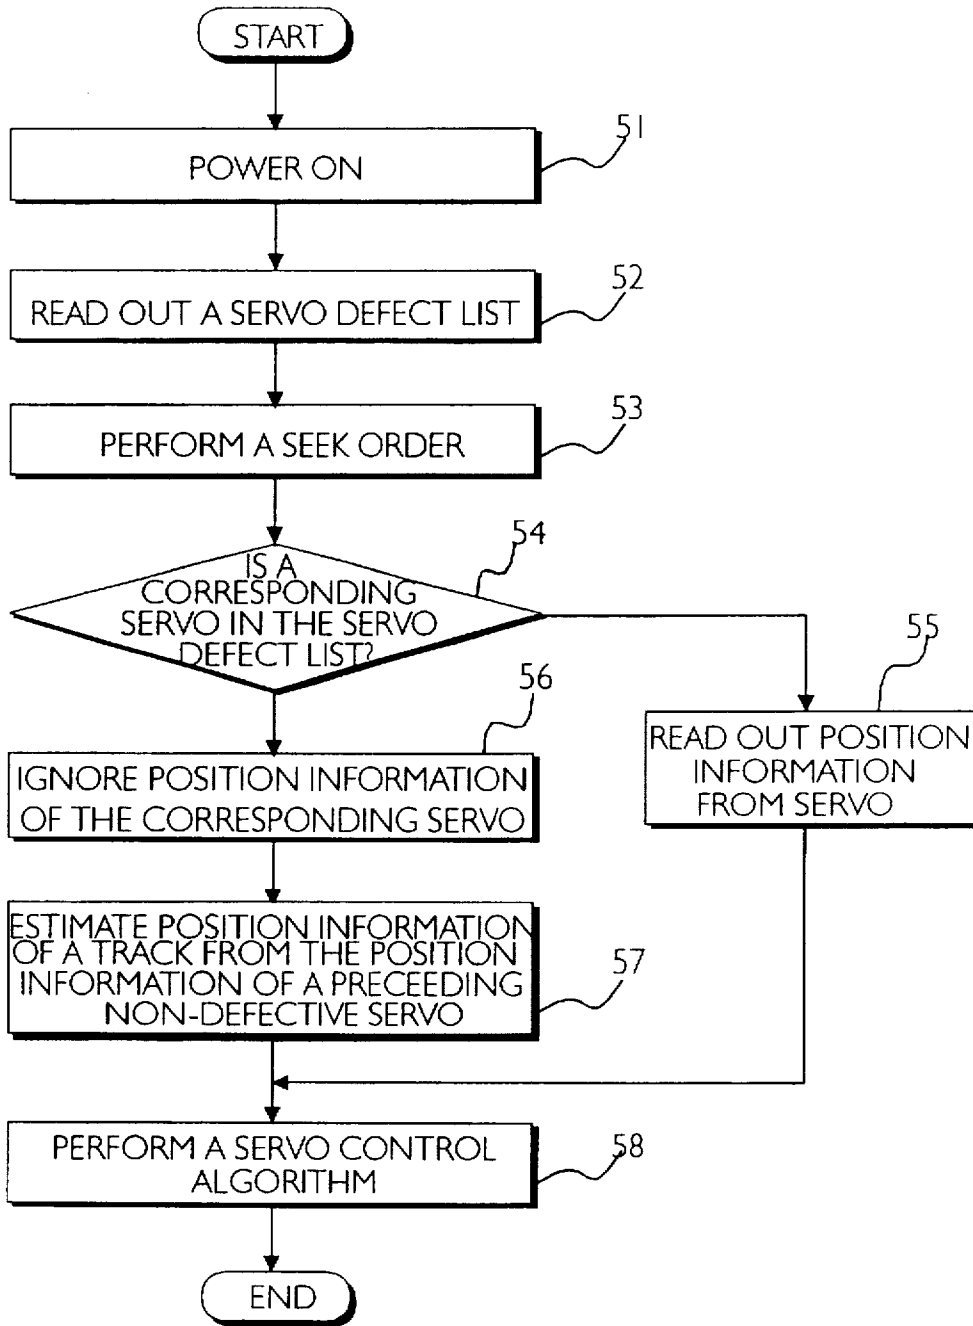 START
51
POWER ON
52
READ OUT A SERVO DEFECT LIST
53
PERFORM A SEEK ORDER
54
IS A
CORRESPONDING
SERVO IN THE SERVO
DEFECT LIST?
55
READ OUT POSITION
INFORMATION
FROM SERVO
56
IGNORE POSITION INFORMATION
OF THE CORRESPONDING SERVO
ESTIMATE POSITION INFORMATION
OF A TRACK FROM THE POSITION
INFORMATION OF A PRECEEDING
NON-DEFECTIVE SERVO
57
PERFORM A SERVO CONTROL
ALGORITHM
58
END